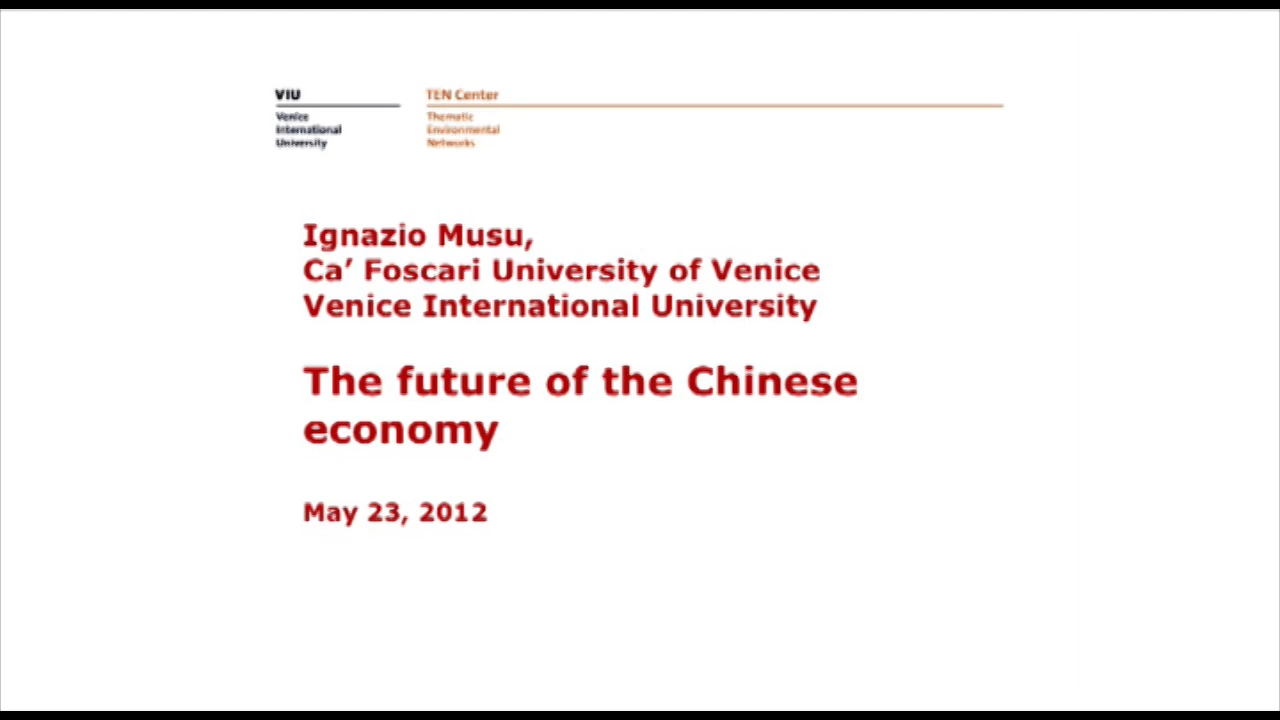 VIU
Venice
International
University
TEN Center
Thematic
Environmental
Networks
Ignazio Musu,
Ca’ Foscari University of Venice
Venice International University
The future of the Chinese
economy
May 23, 2012